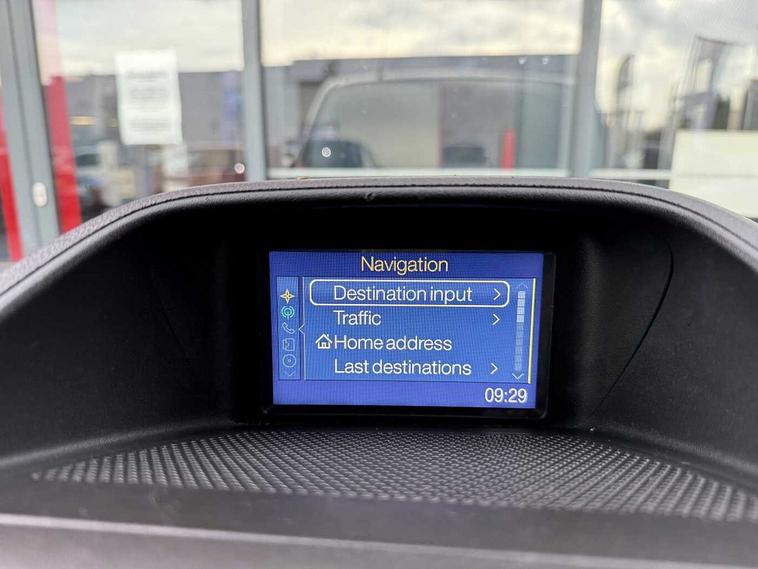 Navigation
Destination input
Traffic
Home address
Last destinations
09:29